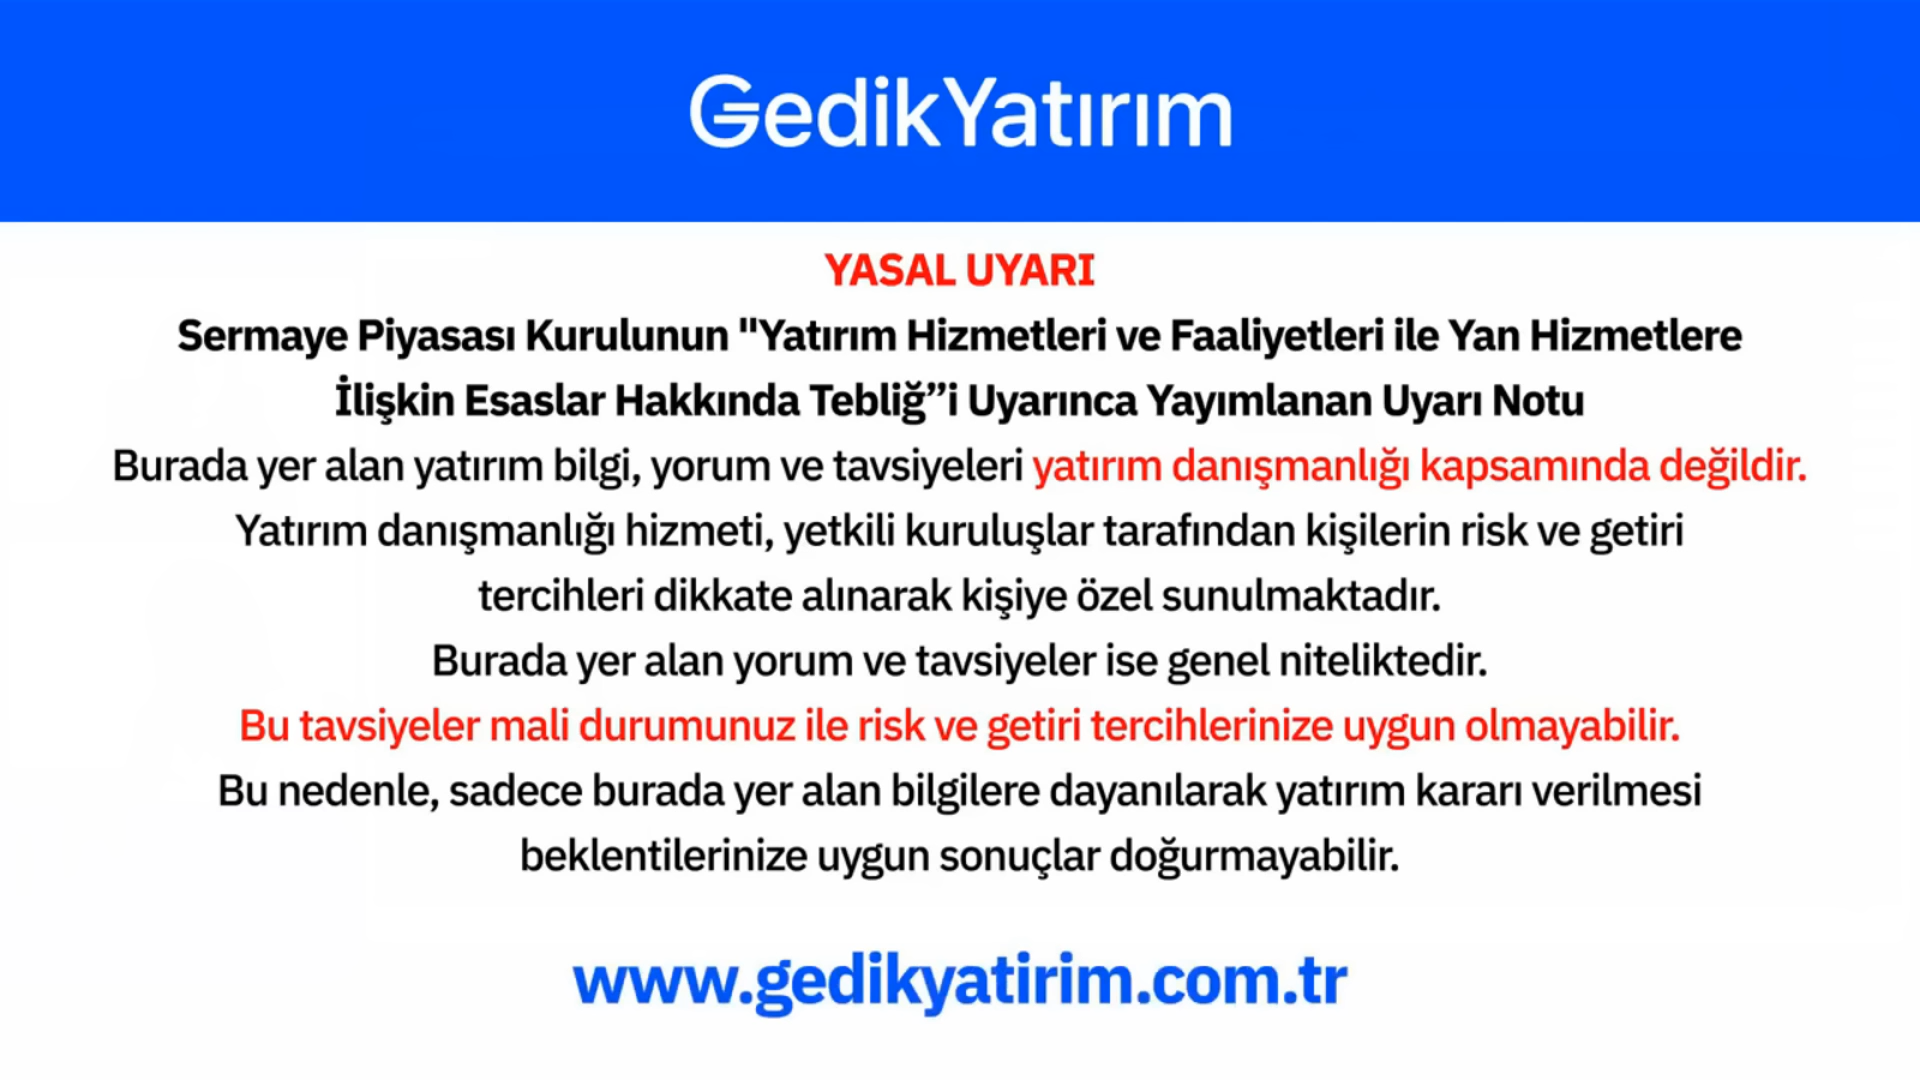 GedikYatırım
YASAL UYARI
Sermaye Piyasası Kurulunun "Yatırım Hizmetleri ve Faaliyetleri ile Yan Hizmetlere
İlişkin Esaslar Hakkında Tebliğ”i Uyarınca Yayımlanan Uyarı Notu
Burada yer alan yatırım bilgi, yorum ve tavsiyeleri yatırım danışmanlığı kapsamında değildir.
Yatırım danışmanlığı hizmeti, yetkili kuruluşlar tarafından kişilerin risk ve getiri
tercihleri dikkate alınarak kişiye özel sunulmaktadır.
Burada yer alan yorum ve tavsiyeler ise genel niteliktedir.
Bu tavsiyeler mali durumunuz ile risk ve getiri tercihlerinize uygun olmayabilir.
Bu nedenle, sadece burada yer alan bilgilere dayanılarak yatırım kararı verilmesi
beklentilerinize uygun sonuçlar doğurmayabilir.
www.gedikyatirim.com.tr